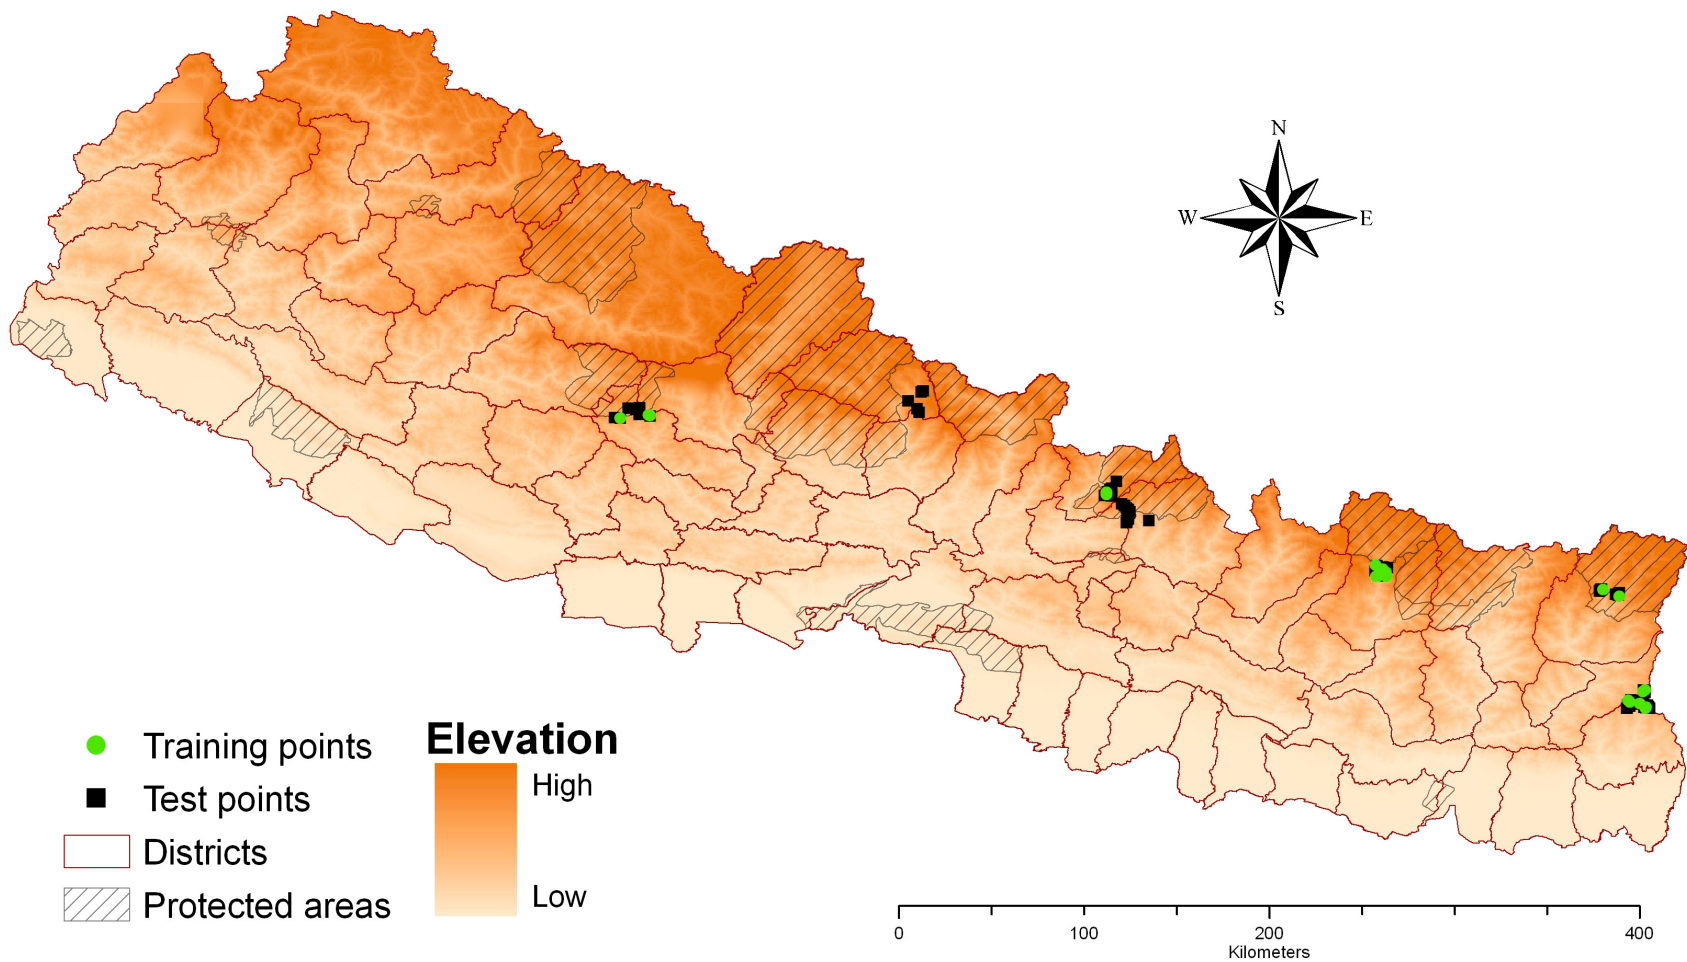 N
W E
S
Training points
Test points
Districts
Protected areas
Elevation
High
Low
0 100 200 400
Kilometers